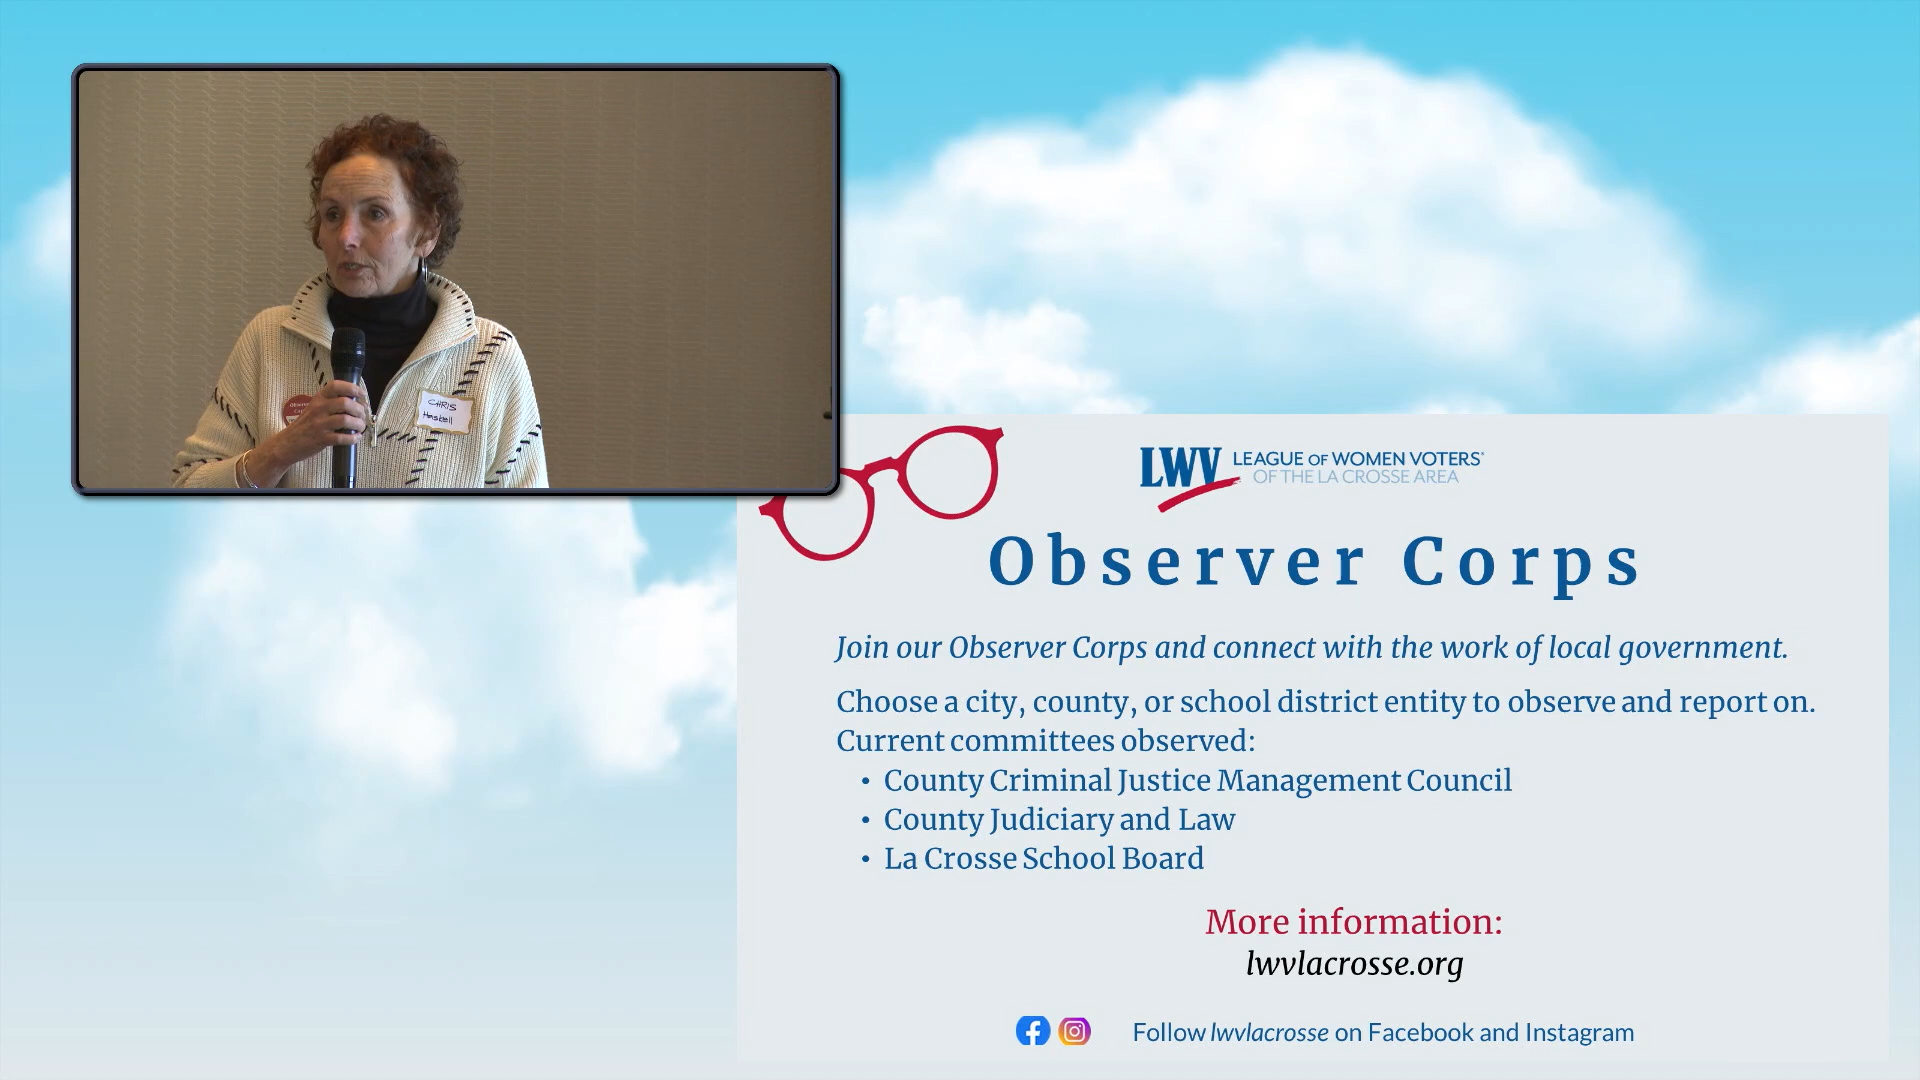 CHRIS
Haskell
LWV LEAGUE OF WOMEN VOTERS®
OF THE LA CROSSE AREA
Observer Corps
Join our Observer Corps and connect with the work of local government.
Choose a city, county, or school district entity to observe and report on.
Current committees observed:
• County Criminal Justice Management Council
• County Judiciary and Law
• La Crosse School Board
More information:
lwvlacrosse.org
Follow lwvlacrosse on Facebook and Instagram